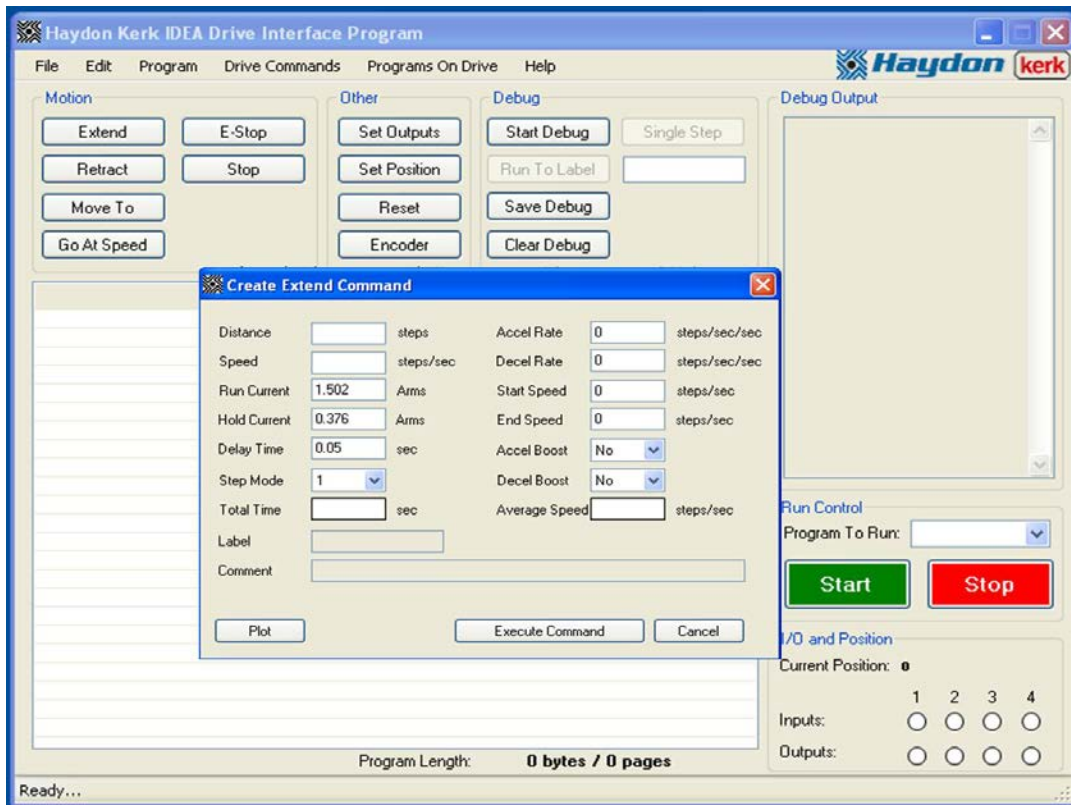 Haydon Kerk IDEA Drive Interface Program
File Edit Program Drive Commands Programs On Drive Help
Haydon kerk
Motion
Extend E-Stop
Retract Stop
Move To
Go At Speed
Other
Set Outputs
Set Position
Reset
Encoder
Debug
Start Debug Single Step
Run To Label
Save Debug
Clear Debug
Debug Output
Create Extend Command
Distance steps Accel Rate 0 steps/sec/sec
Speed steps/sec Decel Rate 0 steps/sec/sec
Run Current 1.502 Arms Start Speed 0 steps/sec
Hold Current 0.376 Arms End Speed 0 steps/sec
Delay Time 0.05 sec Accel Boost No
Step Mode 1 Decel Boost No
Total Time sec Average Speed steps/sec
Label
Comment
Plot Execute Command Cancel
Run Control
Program To Run:
Start Stop
I/O and Position
Current Position: 0
1 2 3 4
Inputs:
Outputs:
Program Length: 0 bytes / 0 pages
Ready...